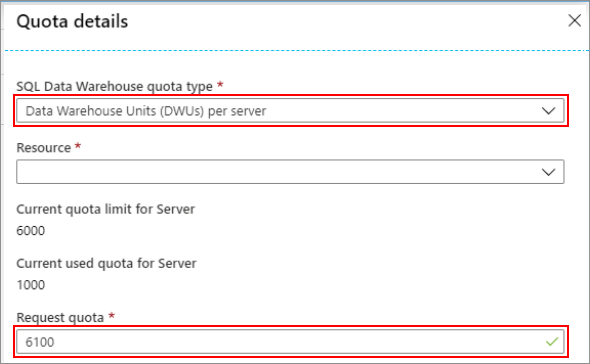 Quota details
SQL Data Warehouse quota type *
Data Warehouse Units (DWUs) per server
Resource *
Current quota limit for Server
6000
Current used quota for Server
1000
Request quota *
6100